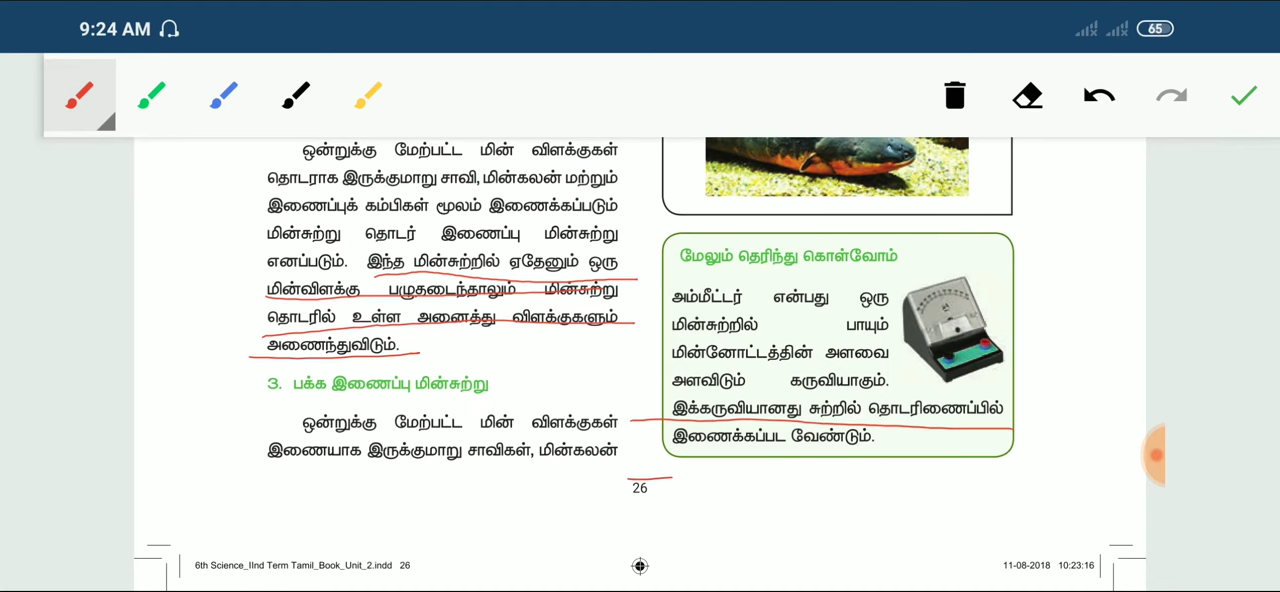 9:24 AM
65
ஒன்றுக்கு மேற்பட்ட மின் விளக்குகள்
தொடராக இருக்குமாறு சாவி, மின்கலன் மற்றும்
இணைப்புக் கம்பிகள் மூலம் இணைக்கப்படும்
மின்சுற்று தொடர் இணைப்பு மின்சுற்று
எனப்படும். இந்த மின்சுற்றில் ஏதேனும் ஒரு
மின்விளக்கு பழுதடைந்தாலும் மின்சுற்று
தொடரில் உள்ள அனைத்து விளக்குகளும்
அணைந்துவிடும்.
3. பக்க இணைப்பு மின்சுற்று
ஒன்றுக்கு மேற்பட்ட மின் விளக்குகள்
இணையாக இருக்குமாறு சாவிகள், மின்கலன்
மேலும் தெரிந்து கொள்வோம்
அம்மீட்டர் என்பது ஒரு
மின்சுற்றில் பாயும்
மின்னோட்டத்தின் அளவை
அளவிடும் கருவியாகும்.
இக்கருவியானது சுற்றில் தொடரிணைப்பில்
இணைக்கப்பட வேண்டும்.
26
6th Science_IInd Term Tamil_Book_Unit_2.indd 26
11-08-2018 10:23:16